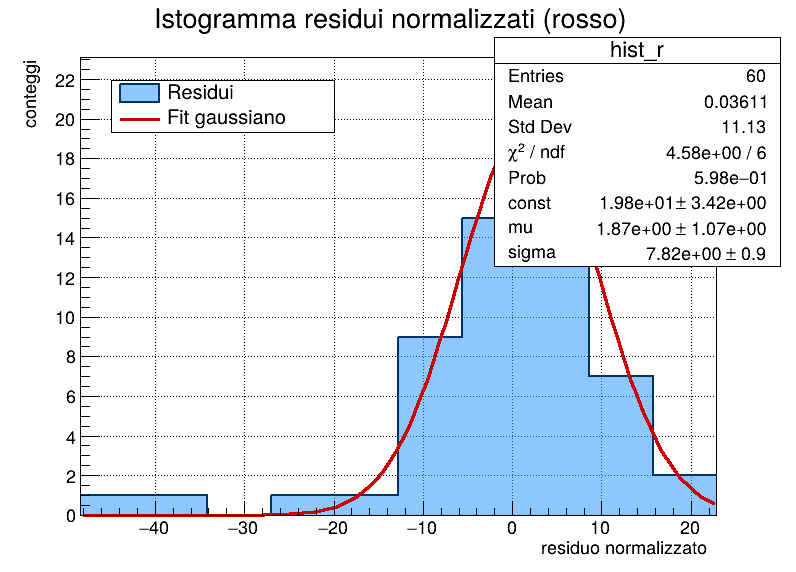 Istogramma residui normalizzati (rosso)
hist_r
Entries 60
Mean 0.03611
Std Dev 11.13
χ² / ndf 4.58e+00 / 6
Prob 5.98e−01
const 1.98e+01 ± 3.42e+00
mu 1.87e+00 ± 1.07e+00
sigma 7.82e+00 ± 0.9
Residui
Fit gaussiano
conteggi
22
20
18
16
14
12
10
8
6
4
2
0
−40 −30 −20 −10 0 10 20
residuo normalizzato